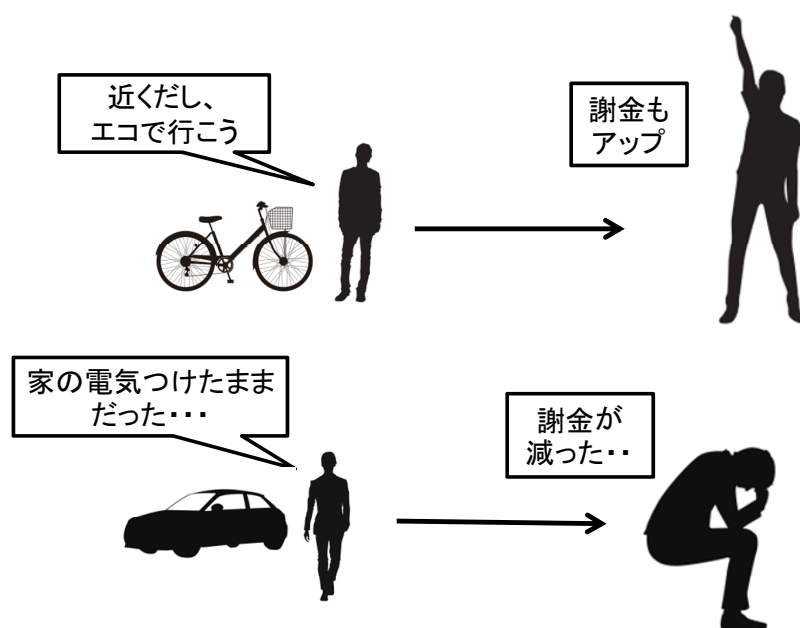 近くだし、
エコで行こう
謝金も
アップ
家の電気つけたまま
だった・・・
謝金が
減った・・